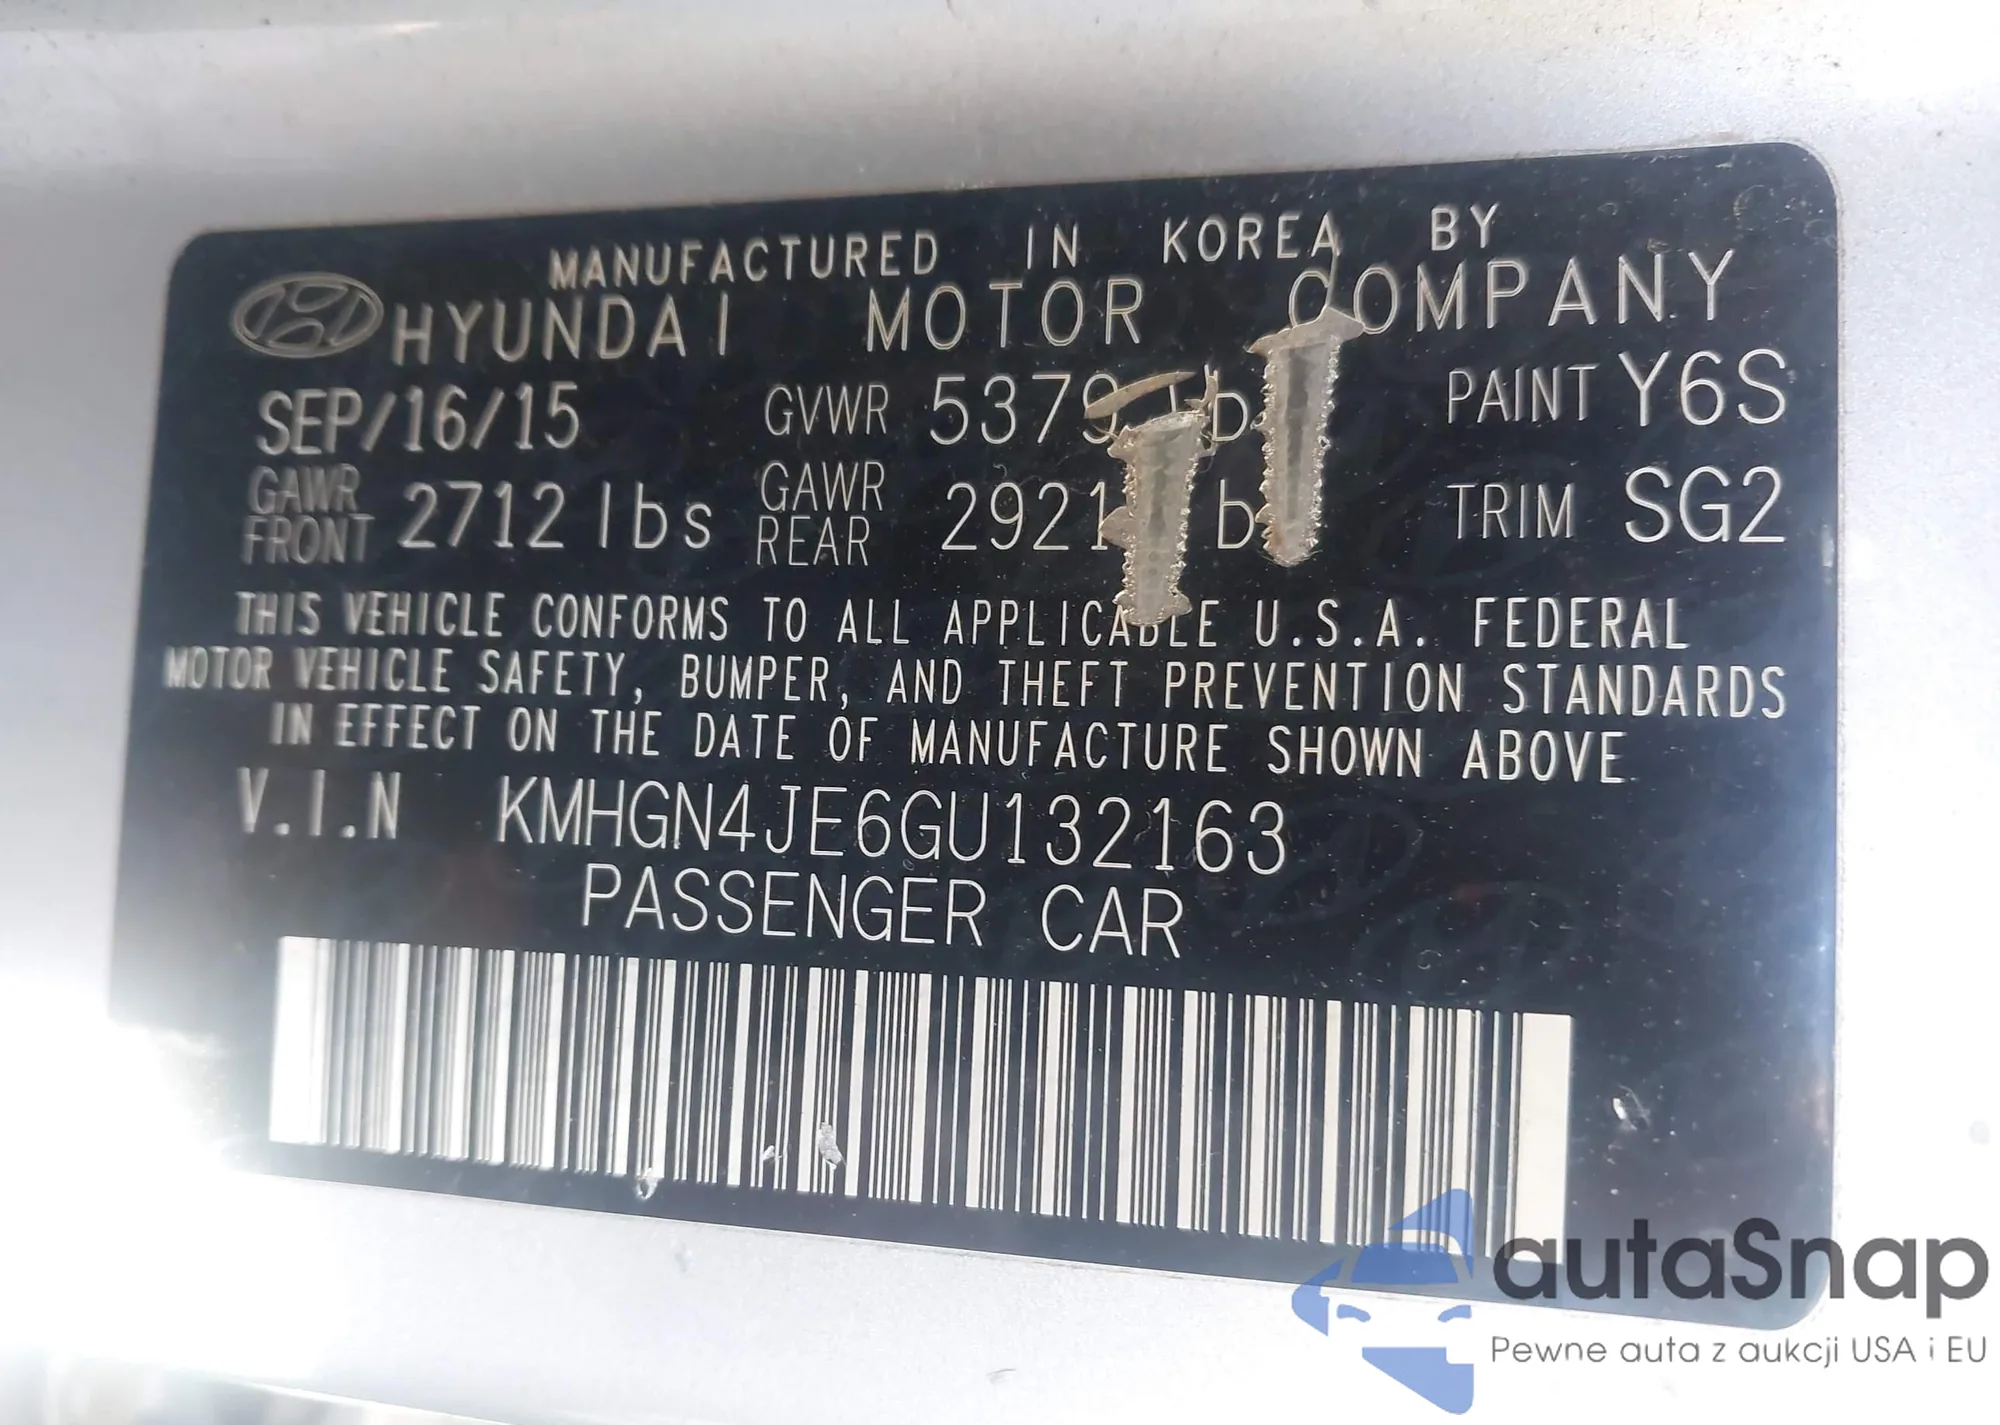 MANUFACTURED IN KOREA BY
HYUNDAI MOTOR COMPANY
SEP/16/15 GVWR 5379 PAINT Y6S
GAWR FRONT 2712 lbs GAWR REAR TRIM SG2
THIS VEHICLE CONFORMS TO ALL APPLICABLE U.S.A. FEDERAL
MOTOR VEHICLE SAFETY, BUMPER, AND THEFT PREVENTION STANDARDS
IN EFFECT ON THE DATE OF MANUFACTURE SHOWN ABOVE
V.I.N KMHGN4JE6GU132163
PASSENGER CAR
autaSnap
Pewne auta z aukcji USA i EU